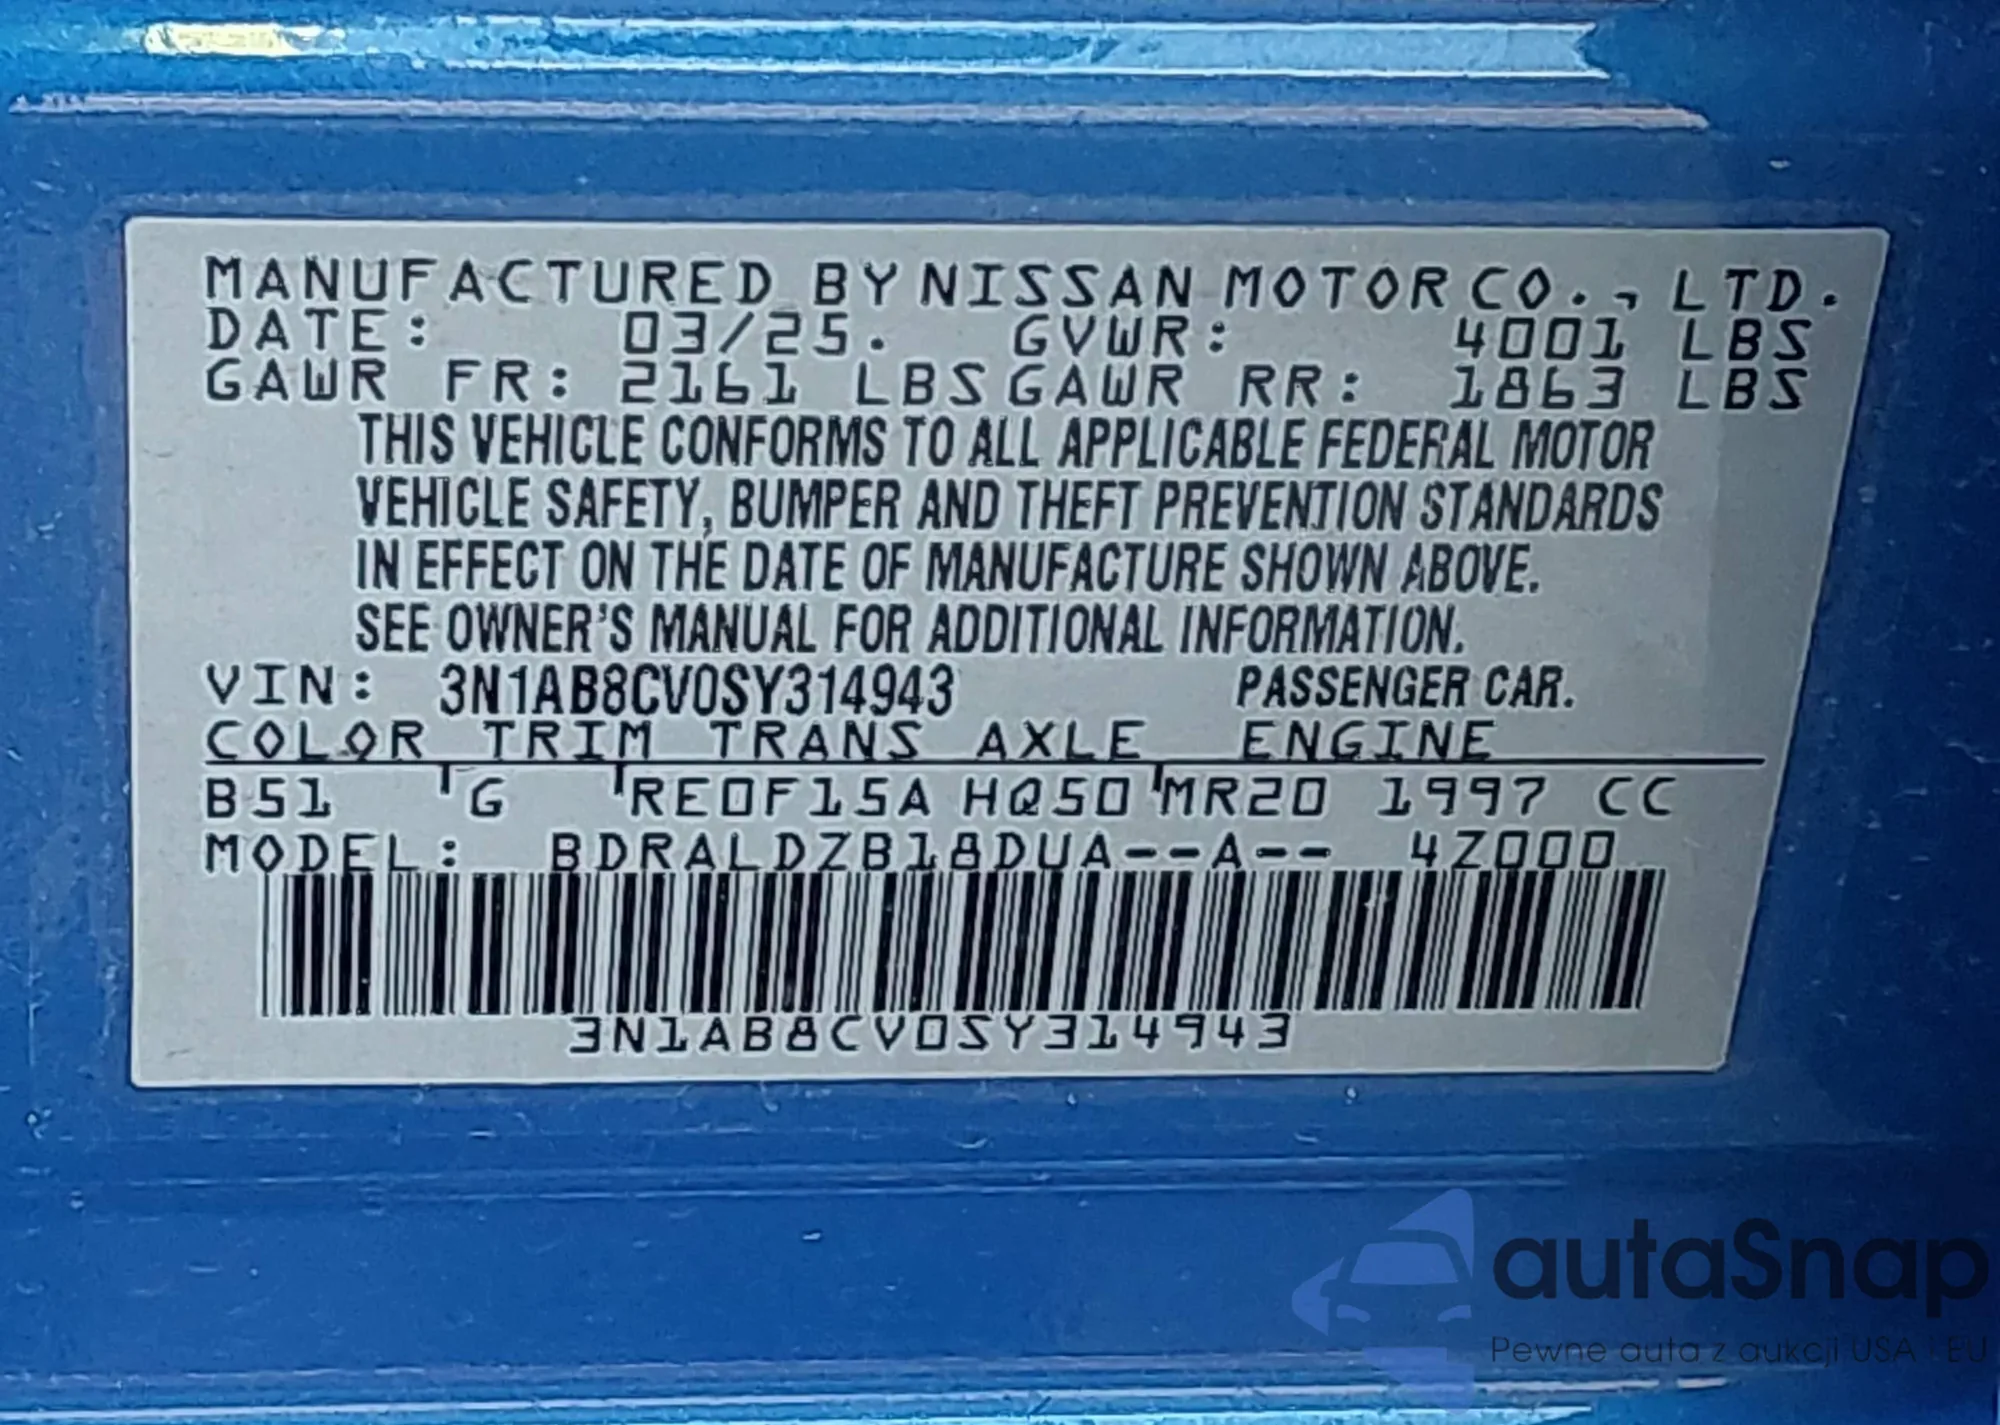 MANUFACTURED BY NISSAN MOTOR CO., LTD.
DATE: 03/25. GVWR: 4001 LBS
GAWR FR: 2161 LBS GAWR RR: 1863 LBS
THIS VEHICLE CONFORMS TO ALL APPLICABLE FEDERAL MOTOR
VEHICLE SAFETY, BUMPER AND THEFT PREVENTION STANDARDS
IN EFFECT ON THE DATE OF MANUFACTURE SHOWN ABOVE.
SEE OWNER'S MANUAL FOR ADDITIONAL INFORMATION.
VIN: 3N1AB8CV0SY314943 PASSENGER CAR.
COLOR TRIM TRANS AXLE ENGINE
B51 G RE0F15A HQ50 MR20 1997 CC
MODEL: BDRALDZB18DUA--A-- 4Z000
3N1AB8CV0SY314943
autaSnap
Pewne auta z aukcji USA i EU